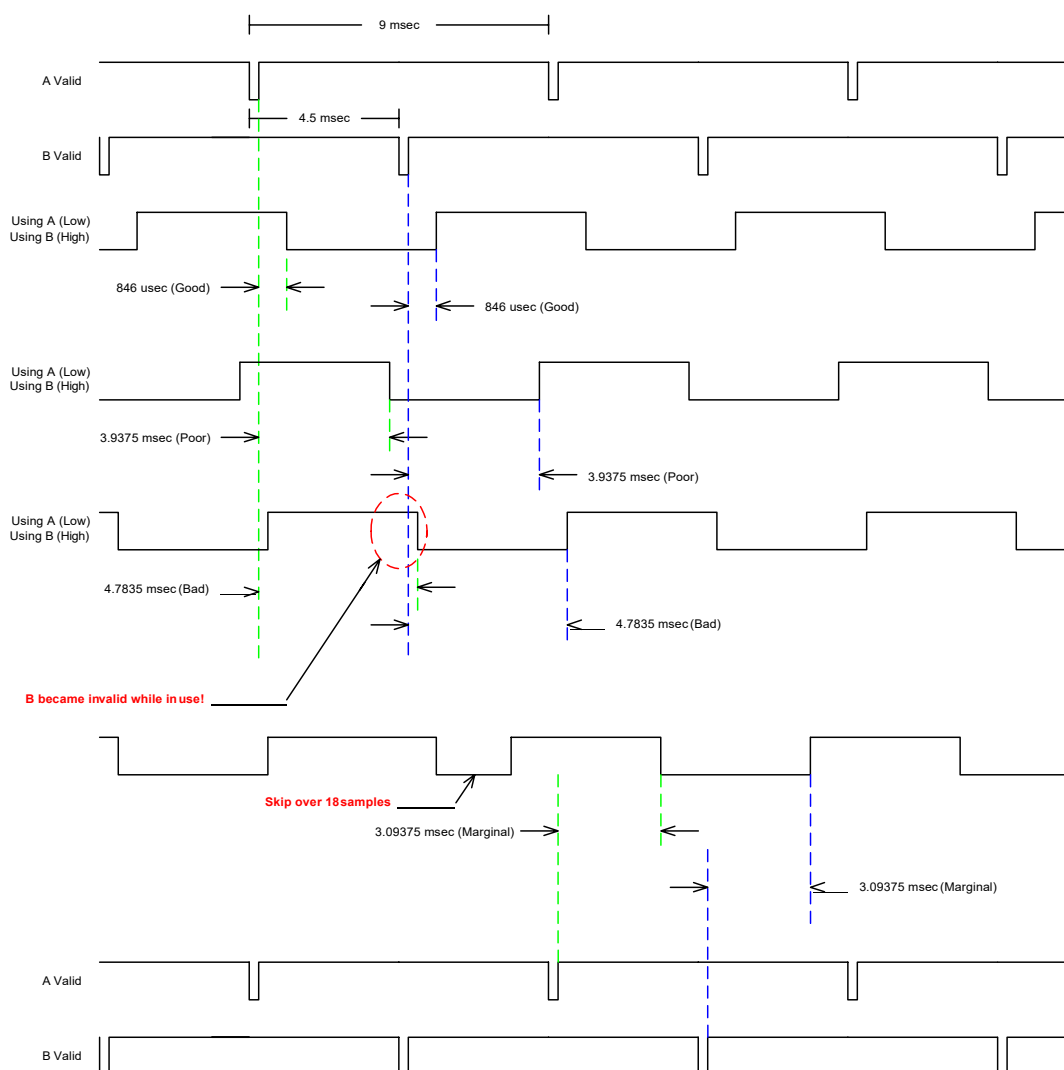 9 msec
A Valid
4.5 msec
B Valid
Using A (Low)
Using B (High)
846 usec (Good)
846 usec (Good)
Using A (Low)
Using B (High)
3.9375 msec (Poor)
3.9375 msec (Poor)
Using A (Low)
Using B (High)
4.7835 msec (Bad)
4.7835 msec (Bad)
B became invalid while in use!
Skip over 18 samples
3.09375 msec (Marginal)
3.09375 msec (Marginal)
A Valid
B Valid